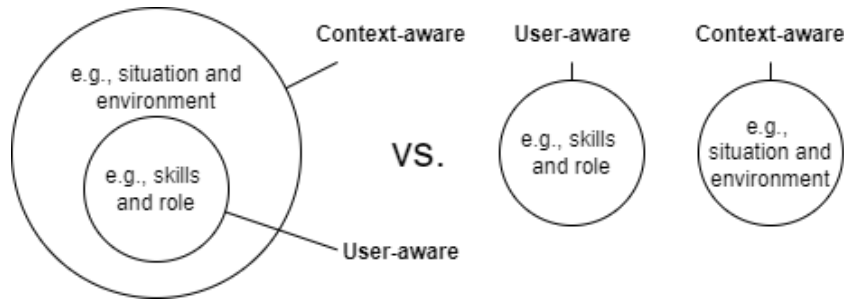 Context-aware
e.g., situation and
environment
e.g., skills
and role
User-aware
vs.
User-aware
e.g., skills
and role
Context-aware
e.g.,
situation and
environment